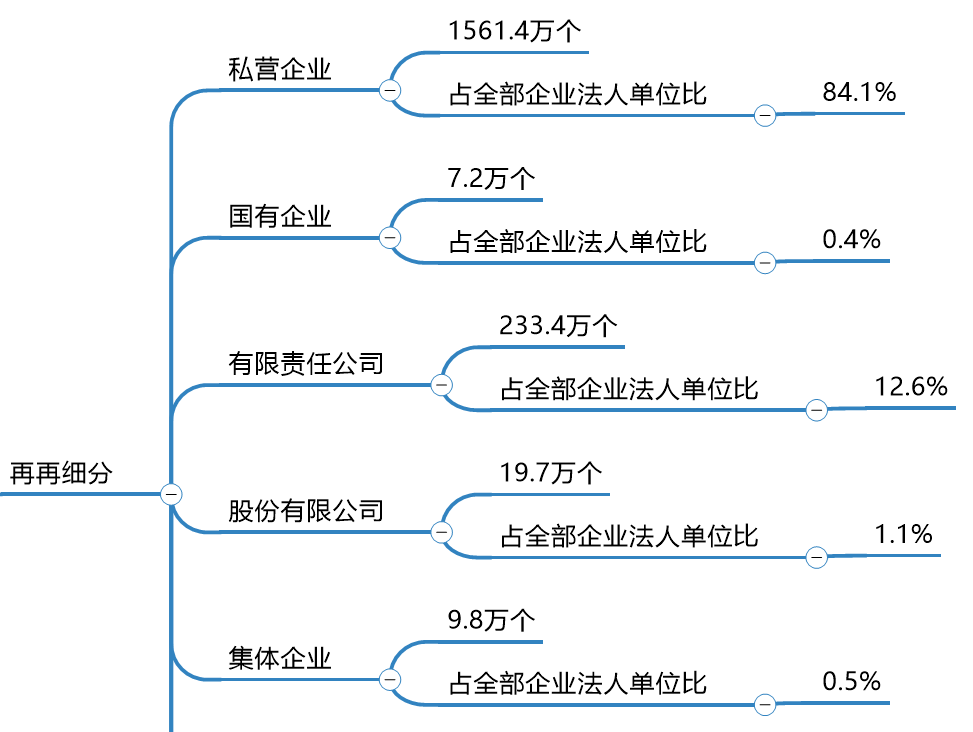 再再细分
私营企业
1561.4万个
占全部企业法人单位比
84.1%
国有企业
7.2万个
占全部企业法人单位比
0.4%
有限责任公司
233.4万个
占全部企业法人单位比
12.6%
股份有限公司
19.7万个
占全部企业法人单位比
1.1%
集体企业
9.8万个
占全部企业法人单位比
0.5%